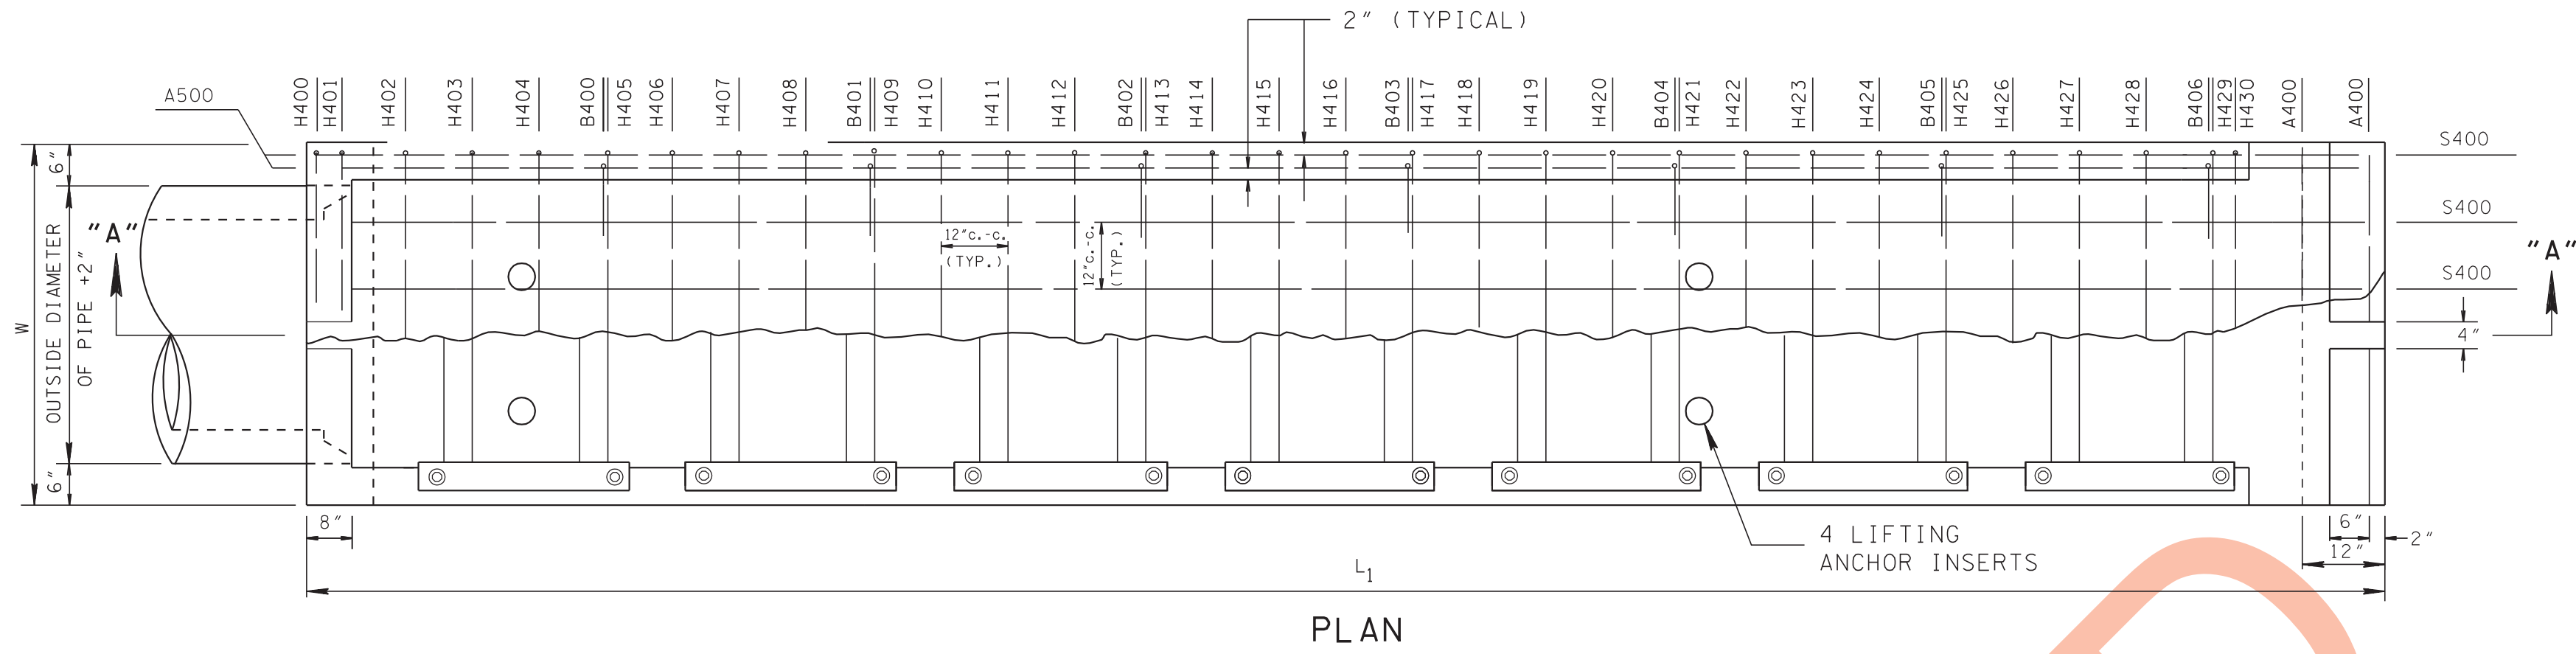 2" (TYPICAL)
A500
H400
H401
H402
H403
H404
B400
H405
H406
H407
H408
B401
H409
H410
H411
H412
B402
H413
H414
H415
H416
B403
H417
H418
H419
H420
B404
H421
H422
H423
H424
B405
H425
H426
H427
H428
B406
H429
H430
A400
A400
S400
S400
S400
6"
W
OUTSIDE DIAMETER
OF PIPE +2"
6"
"A"
"A"
12"c.-c.
(TYP.)
12"c.-c.
(TYP.)
4"
8"
6"
2"
12"
4 LIFTING
ANCHOR INSERTS
L1
PLAN